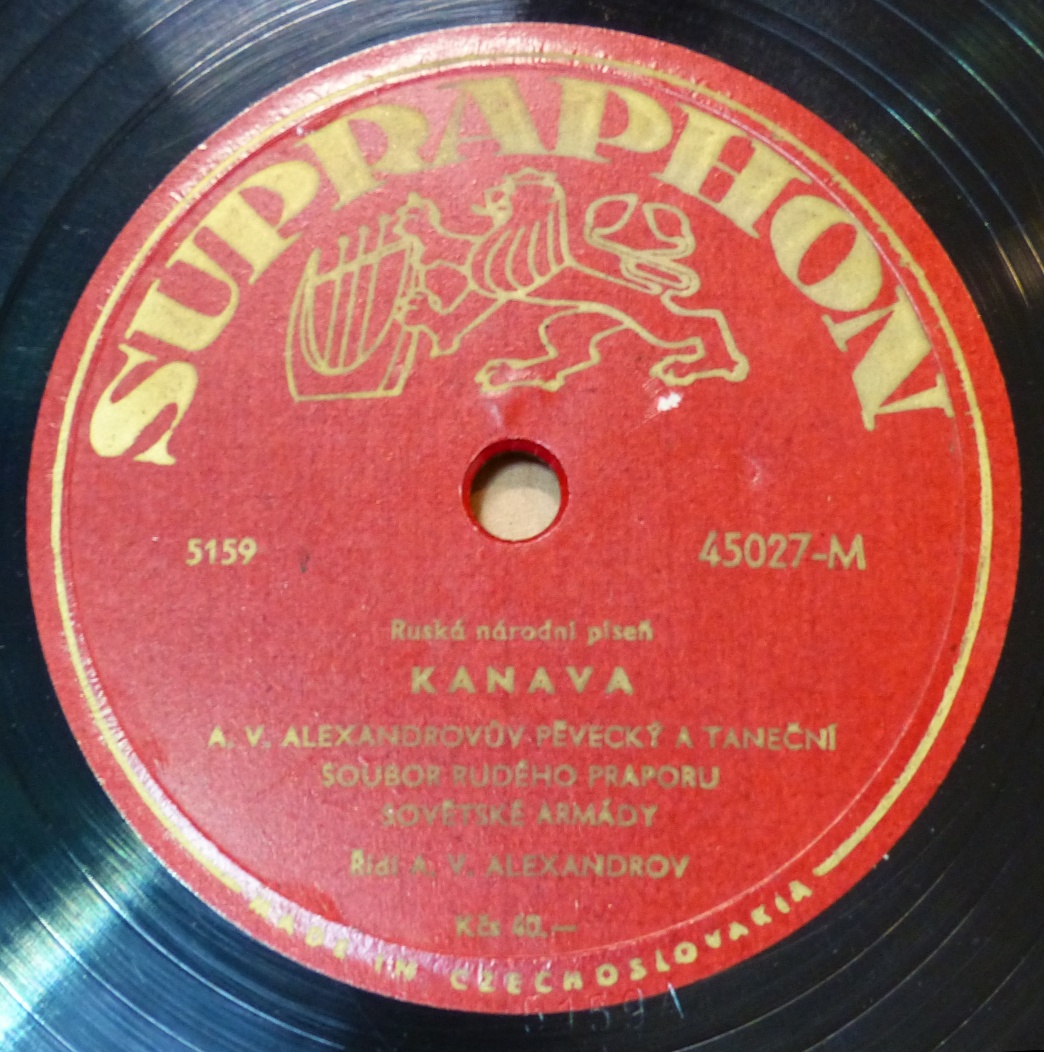 SUPRAPHON
5159
45027-M
Ruská národní píseň
KANAVA
A. V. ALEXANDROVŮV PĚVECKÝ A TANEČNÍ
SOUBOR RUDÉHO PRAPORU
SOVĚTSKÉ ARMÁDY
Řídí A. V. ALEXANDROV
Kčs 40.—
MADE IN CZECHOSLOVAKIA